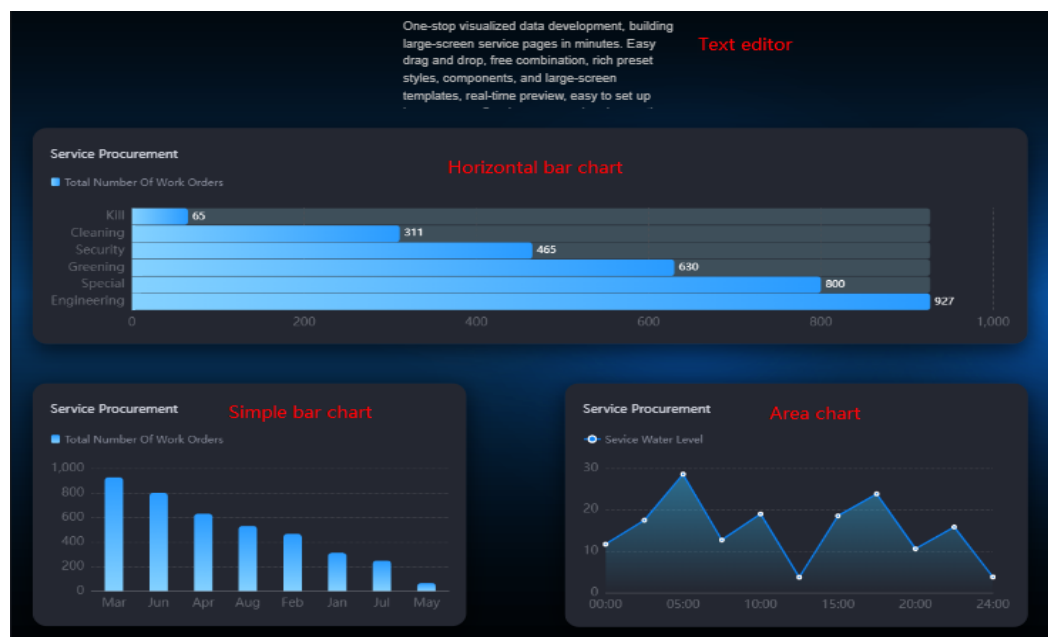 One-stop visualized data development, building
large-screen service pages in minutes. Easy
drag and drop, free combination, rich preset
styles, components, and large-screen
templates, real-time preview, easy to set up
Text editor
Service Procurement
Horizontal bar chart
Total Number Of Work Orders
Kill 65
Cleaning 311
Security 465
Greening 630
Special 800
Engineering 927
0 200 400 600 800 1,000
Service Procurement
Simple bar chart
Total Number Of Work Orders
1,000
800
600
400
200
0
Mar Jun Apr Aug Feb Jan Jul May
Service Procurement
Area chart
Sevice Water Level
30
20
10
0
00:00 05:00 10:00 15:00 20:00 24:00